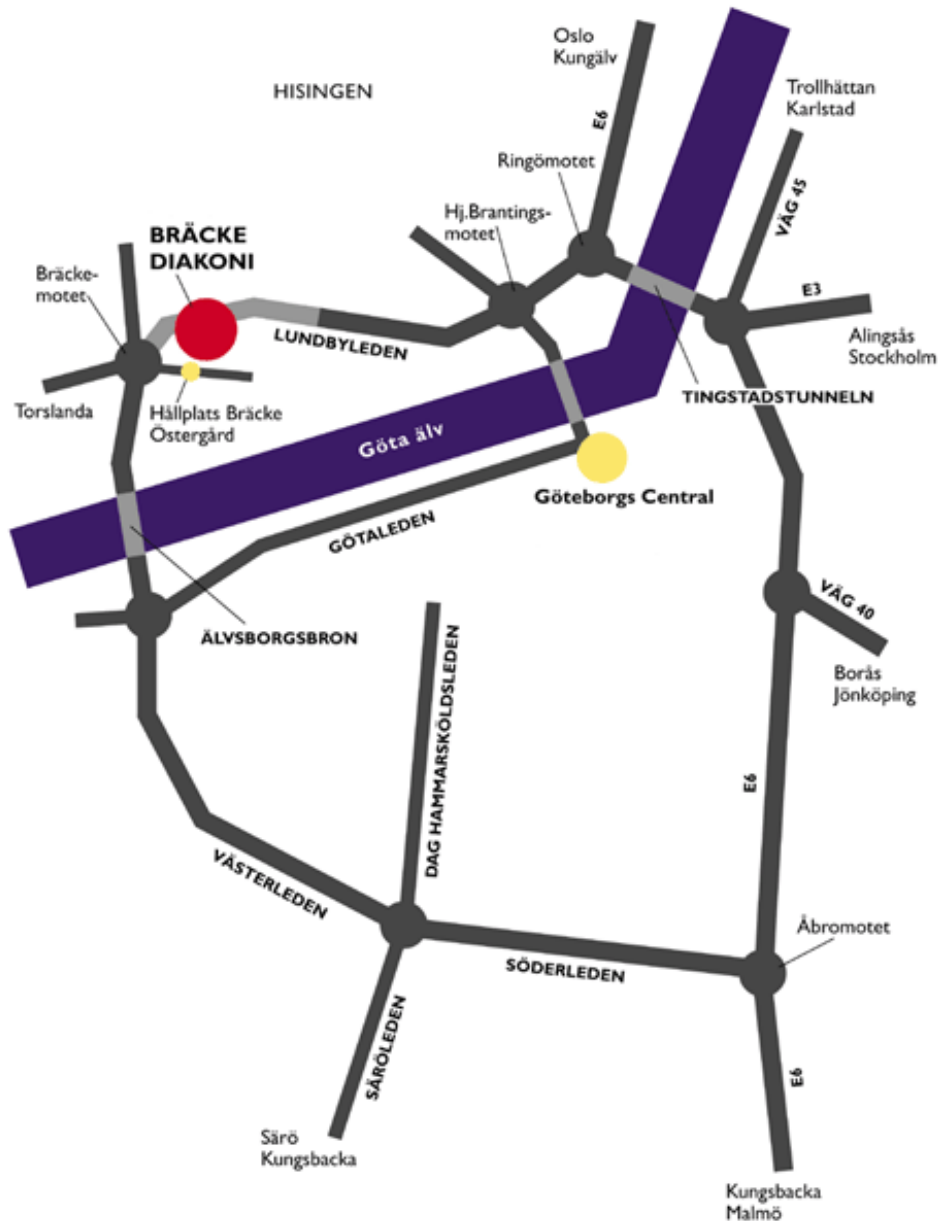 Oslo
Kungälv
HISINGEN
Trollhättan
Karlstad
E6
Ringömotet
VÄG 45
Hj.Brantings-
motet
BRÄCKE
DIAKONI
Bräcke-
motet
E3
LUNDBYLEDEN
Alingsås
Stockholm
TINGSTADSTUNNELN
Torslanda
Hållplats Bräcke
Östergård
Göta älv
Göteborgs Central
GÖTALEDEN
VÄG 40
ÄLVSBORGSBRON
Borås
Jönköping
DAG HAMMARSKÖLDSLEDEN
E6
VÄSTERLEDEN
Åbromotet
SÖDERLEDEN
SÄRÖLEDEN
E6
Särö
Kungsbacka
Kungsbacka
Malmö